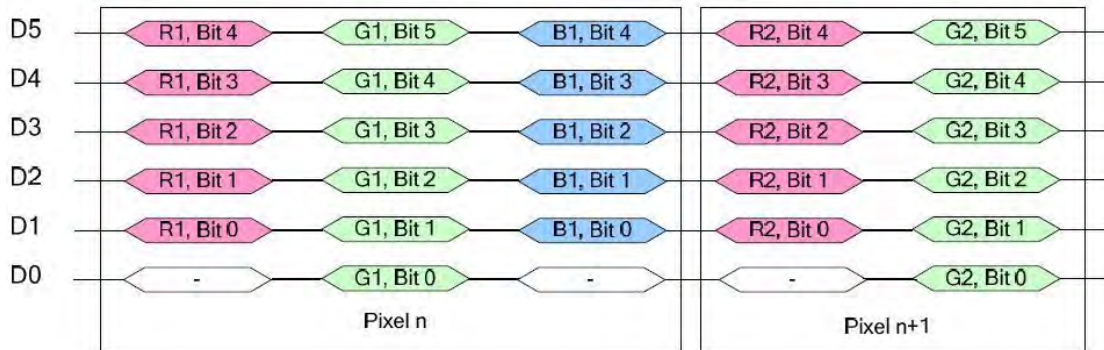 D5 R1, Bit 4 G1, Bit 5 B1, Bit 4 R2, Bit 4 G2, Bit 5
D4 R1, Bit 3 G1, Bit 4 B1, Bit 3 R2, Bit 3 G2, Bit 4
D3 R1, Bit 2 G1, Bit 3 B1, Bit 2 R2, Bit 2 G2, Bit 3
D2 R1, Bit 1 G1, Bit 2 B1, Bit 1 R2, Bit 1 G2, Bit 2
D1 R1, Bit 0 G1, Bit 1 B1, Bit 0 R2, Bit 0 G2, Bit 1
D0 - G1, Bit 0 - - G2, Bit 0
Pixel n Pixel n+1